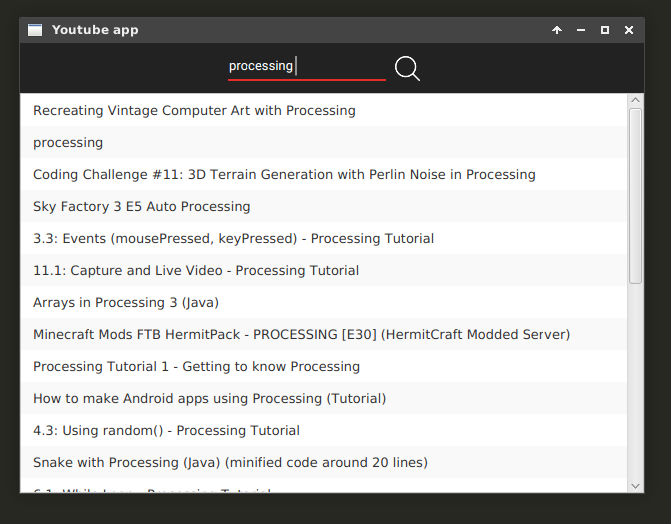 Youtube app
processing
Recreating Vintage Computer Art with Processing
processing
Coding Challenge #11: 3D Terrain Generation with Perlin Noise in Processing
Sky Factory 3 E5 Auto Processing
3.3: Events (mousePressed, keyPressed) - Processing Tutorial
11.1: Capture and Live Video - Processing Tutorial
Arrays in Processing 3 (Java)
Minecraft Mods FTB HermitPack - PROCESSING [E30] (HermitCraft Modded Server)
Processing Tutorial 1 - Getting to know Processing
How to make Android apps using Processing (Tutorial)
4.3: Using random() - Processing Tutorial
Snake with Processing (Java) (minified code around 20 lines)
- Processing Tutorial